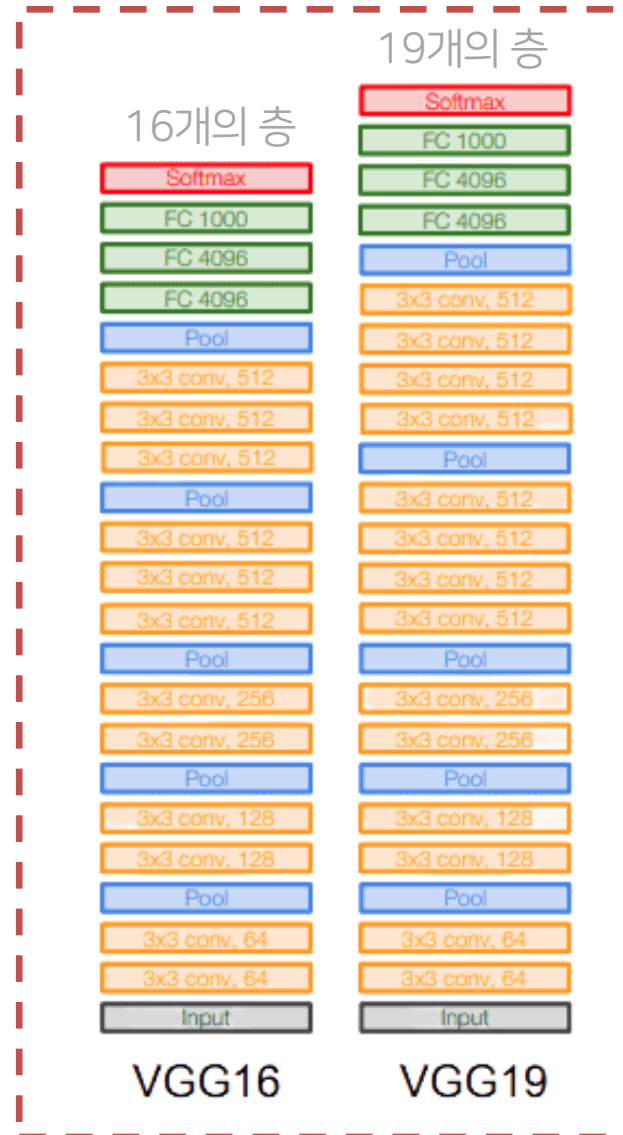 16개의 층
Softmax
FC 1000
FC 4096
FC 4096
Pool
3x3 conv, 512
3x3 conv, 512
3x3 conv, 512
Pool
3x3 conv, 512
3x3 conv, 512
3x3 conv, 512
Pool
3x3 conv, 256
3x3 conv, 256
Pool
3x3 conv, 128
3x3 conv, 128
Pool
3x3 conv, 64
3x3 conv, 64
Input
VGG16
19개의 층
Softmax
FC 1000
FC 4096
FC 4096
Pool
3x3 conv, 512
3x3 conv, 512
3x3 conv, 512
3x3 conv, 512
Pool
3x3 conv, 512
3x3 conv, 512
3x3 conv, 512
3x3 conv, 512
Pool
3x3 conv, 256
3x3 conv, 256
Pool
3x3 conv, 128
3x3 conv, 128
Pool
3x3 conv, 64
3x3 conv, 64
Input
VGG19